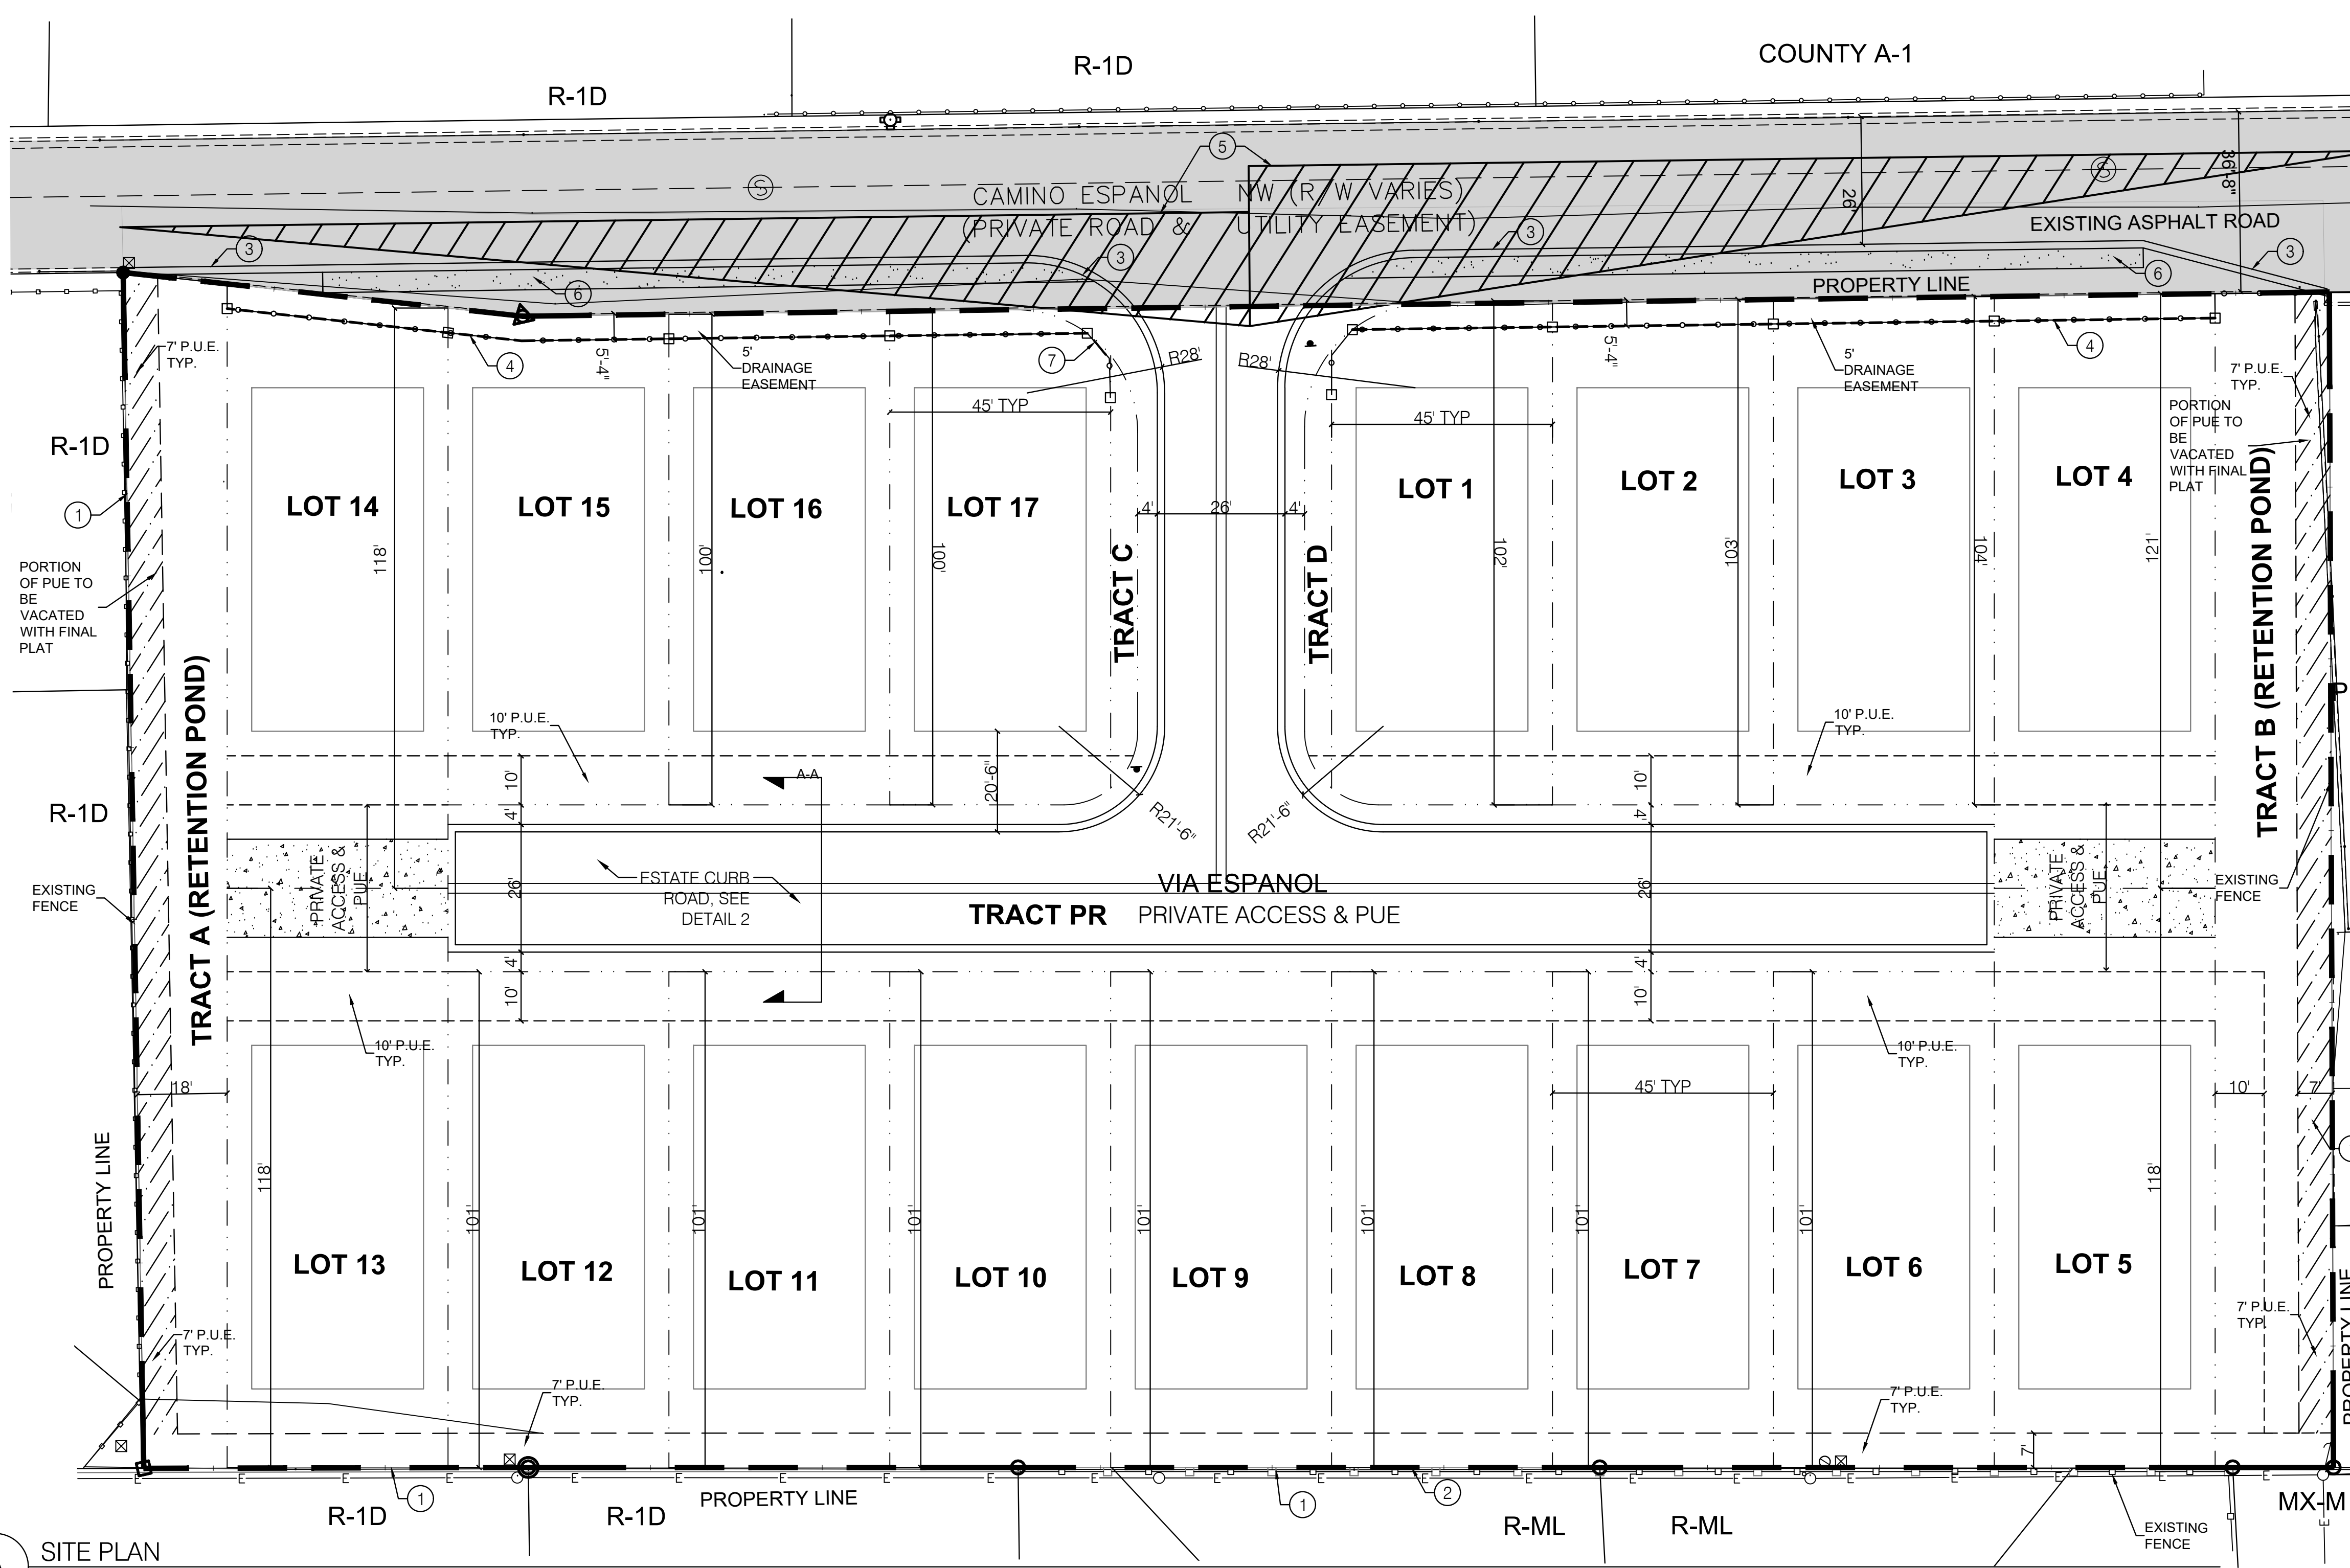 COUNTY A-1
R-1D
R-1D
5
S
S
CAMINO ESPANOL NW (R/W VARIES)
(PRIVATE ROAD & UTILITY EASEMENT)
26'
36'-8"
EXISTING ASPHALT ROAD
3
3
3
3
6
6
PROPERTY LINE
7' P.U.E.
TYP.
4
5'-4"
5'
DRAINAGE
EASEMENT
7
R28'
R28'
5'-4"
5'
DRAINAGE
EASEMENT
4
7' P.U.E.
TYP.
45' TYP
45' TYP
PORTION
OF PUE TO
BE
VACATED
WITH FINAL
PLAT
R-1D
1
LOT 14
LOT 15
LOT 16
LOT 17
LOT 1
LOT 2
LOT 3
LOT 4
4'
26'
4'
118'
100'
100'
102'
103'
104'
121'
TRACT C
TRACT D
TRACT B (RETENTION POND)
PORTION
OF PUE TO
BE
VACATED
WITH FINAL
PLAT
TRACT A (RETENTION POND)
10' P.U.E.
TYP.
10' P.U.E.
TYP.
R-1D
10'
A-A
20'-6"
10'
4'
R21'-6"
R21'-6"
4'
EXISTING
FENCE
PRIVATE
ACCESS &
PUE
26'
ESTATE CURB
ROAD, SEE
DETAIL 2
VIA ESPANOL
TRACT PR PRIVATE ACCESS & PUE
26'
PRIVATE
ACCESS &
PUE
EXISTING
FENCE
4'
4'
10'
10'
10' P.U.E.
TYP.
10' P.U.E.
TYP.
18'
45' TYP
10'
7'
PROPERTY LINE
118'
101'
101'
101'
101'
101'
101'
101'
118'
LOT 13
LOT 12
LOT 11
LOT 10
LOT 9
LOT 8
LOT 7
LOT 6
LOT 5
7' P.U.E.
TYP.
7' P.U.E.
TYP.
7' P.U.E.
TYP.
7' P.U.E.
TYP.
PROPERTY LINE
7'
E E E E E E E E E E E E E E E E E E E E E
1
PROPERTY LINE
1
2
R-1D
R-1D
R-ML
R-ML
MX-M
EXISTING
FENCE
SITE PLAN